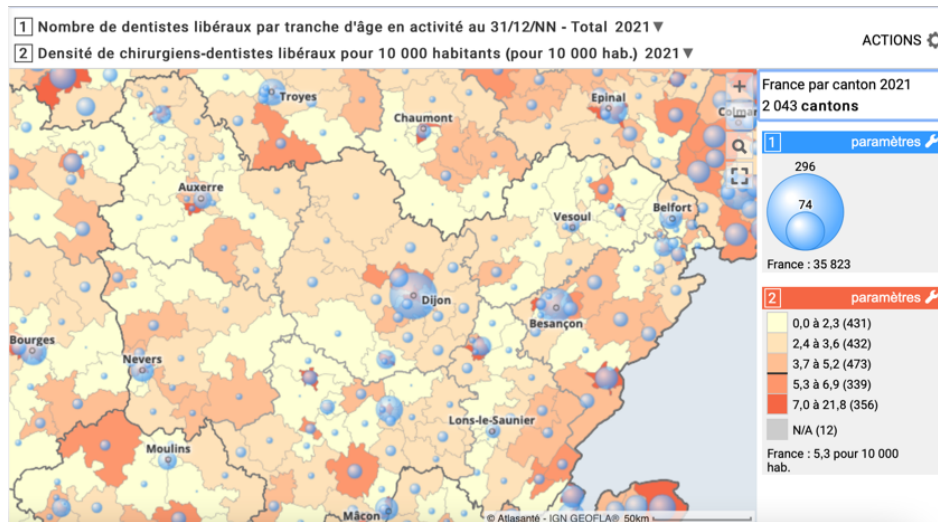 1 Nombre de dentistes libéraux par tranche d'âge en activité au 31/12/NN - Total 2021▼
2 Densité de chirurgiens-dentistes libéraux pour 10 000 habitants (pour 10 000 hab.) 2021▼
ACTIONS
France par canton 2021
2 043 cantons
1 paramètres
296
74
France : 35 823
2 paramètres
0,0 à 2,3 (431)
2,4 à 3,6 (432)
3,7 à 5,2 (473)
5,3 à 6,9 (339)
7,0 à 21,8 (356)
N/A (12)
France : 5,3 pour 10 000
hab.
Troyes
Epinal
Colmar
Chaumont
Auxerre
Belfort
Vesoul
Dijon
Besançon
Bourges
Nevers
Lons-le-Saunier
Moulins
Mâcon
© Atlasanté - IGN GEOFLA® 50km